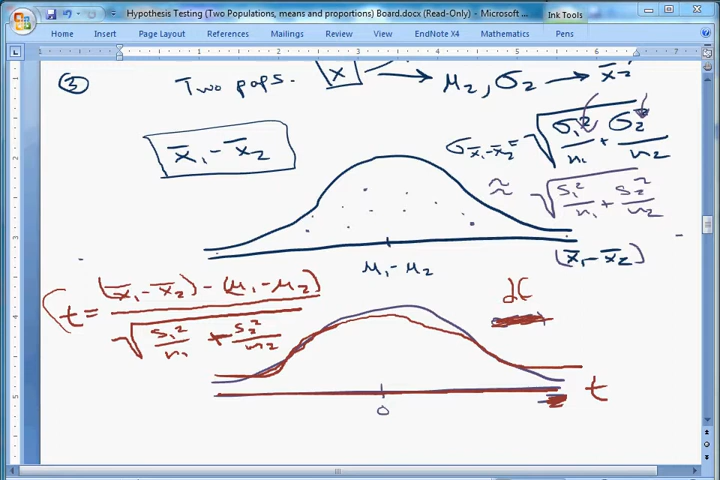 Hypothesis Testing (Two Populations, means and proportions) Board.docx (Read-Only) - Microsoft
Ink Tools
Home Insert Page Layout References Mailings Review View EndNote X4 Mathematics Pens
③ Two pops. X → μ₂, σ₂ → x̄₂
x̄₁ - x̄₂
σx̄₁-x̄₂ = √(σ₁²/n₁ + σ₂²/n₂)
≈ √(s₁²/n₁ + s₂²/n₂)
μ₁ - μ₂
(x̄₁ - x̄₂)
t = ((x̄₁ - x̄₂) - (μ₁ - μ₂)) / √(s₁²/n₁ + s₂²/n₂)
df
0
t